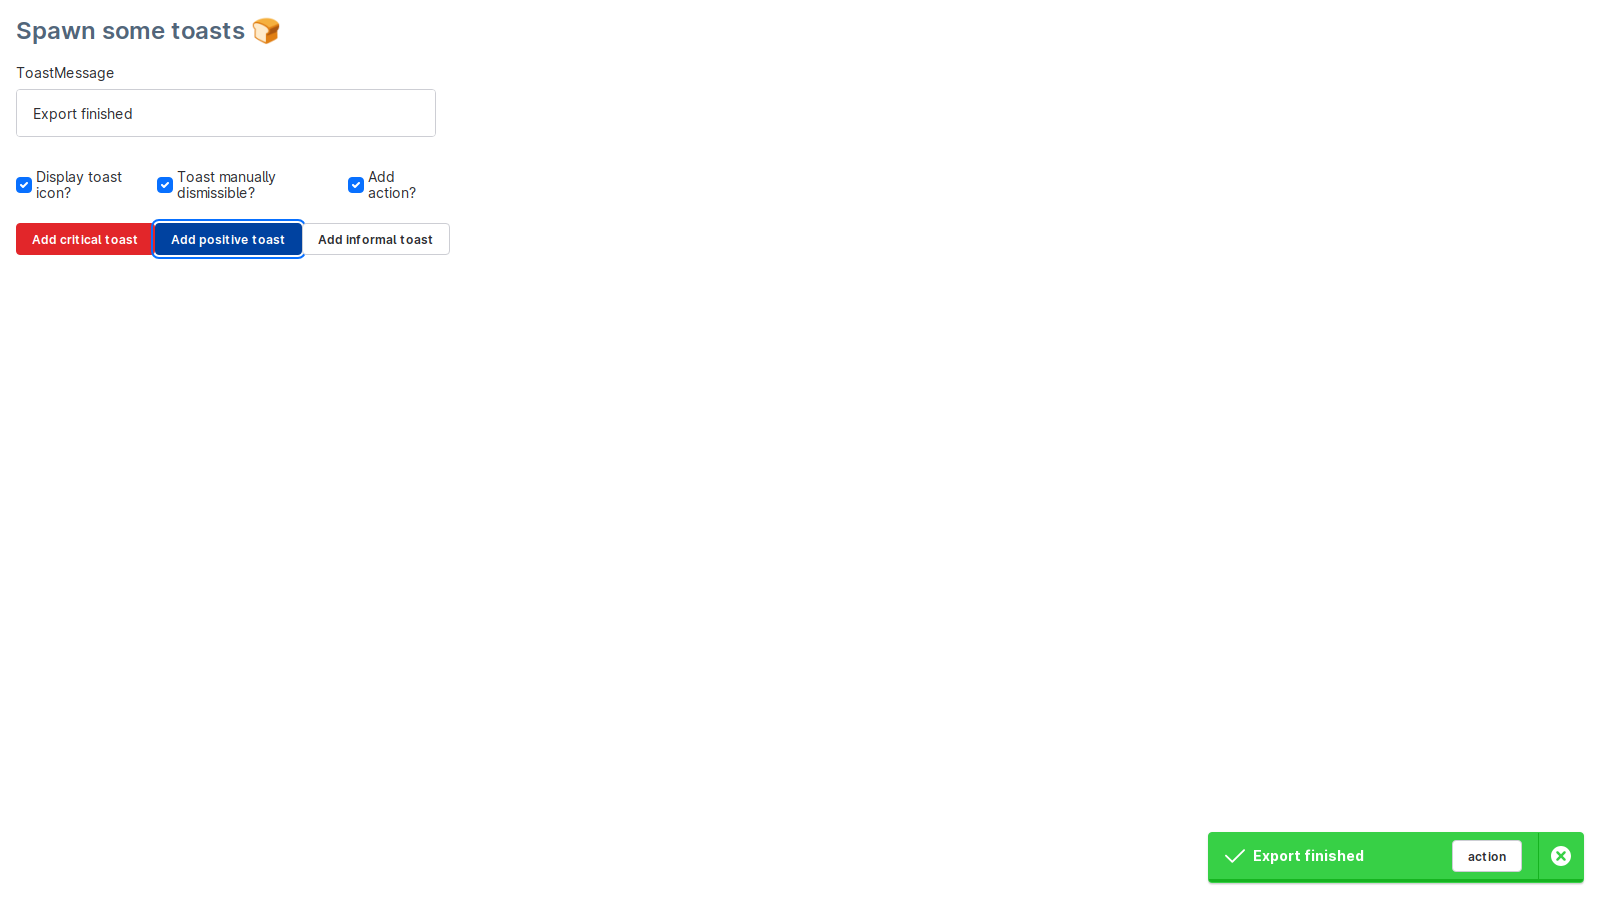 Spawn some toasts 🍞
ToastMessage
Export finished
Display toast
icon?
Toast manually
dismissible?
Add
action?
Add critical toast
Add positive toast
Add informal toast
Export finished
action